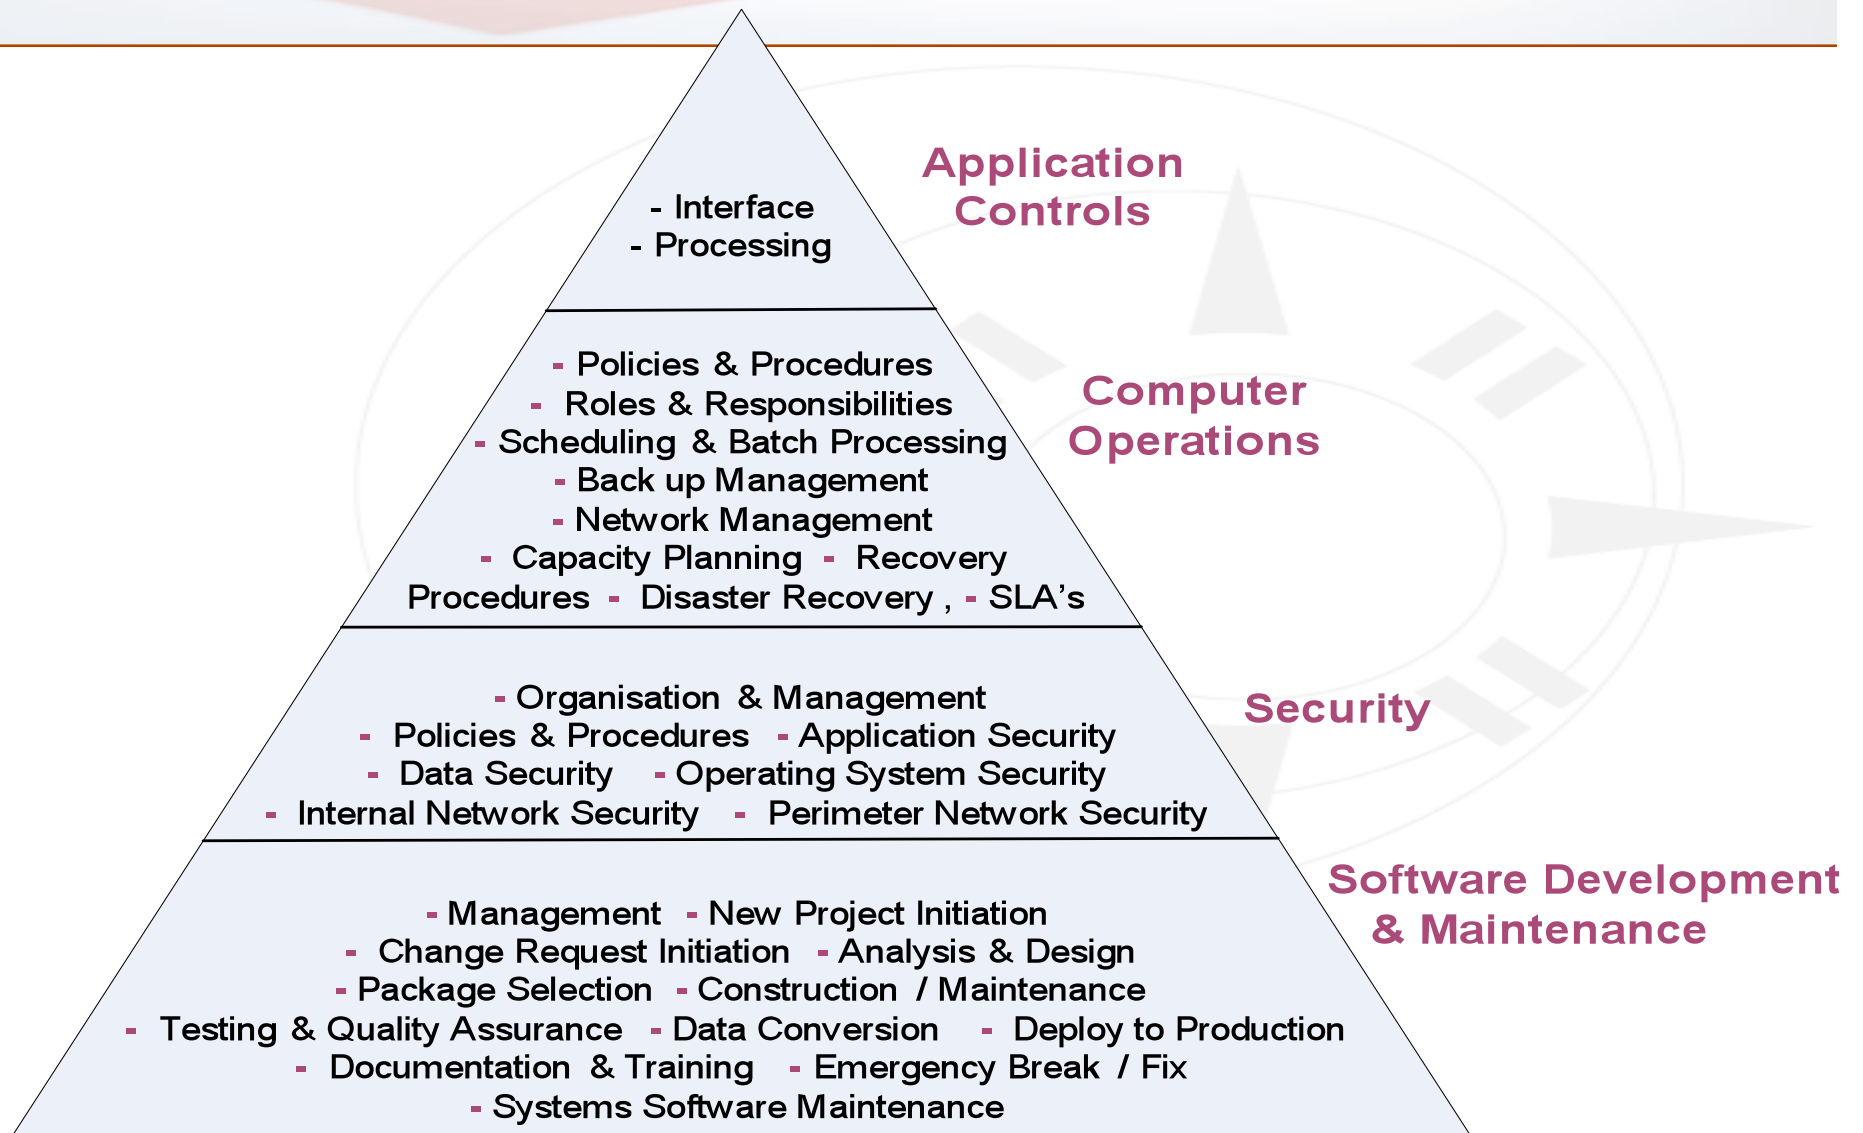 Application
Controls
- Interface
- Processing
- Policies & Procedures
- Roles & Responsibilities
- Scheduling & Batch Processing
- Back up Management
- Network Management
- Capacity Planning - Recovery
Procedures - Disaster Recovery , - SLA’s
Computer
Operations
- Organisation & Management
- Policies & Procedures - Application Security
- Data Security - Operating System Security
- Internal Network Security - Perimeter Network Security
Security
- Management - New Project Initiation
- Change Request Initiation - Analysis & Design
- Package Selection - Construction / Maintenance
- Testing & Quality Assurance - Data Conversion - Deploy to Production
- Documentation & Training - Emergency Break / Fix
- Systems Software Maintenance
Software Development
& Maintenance